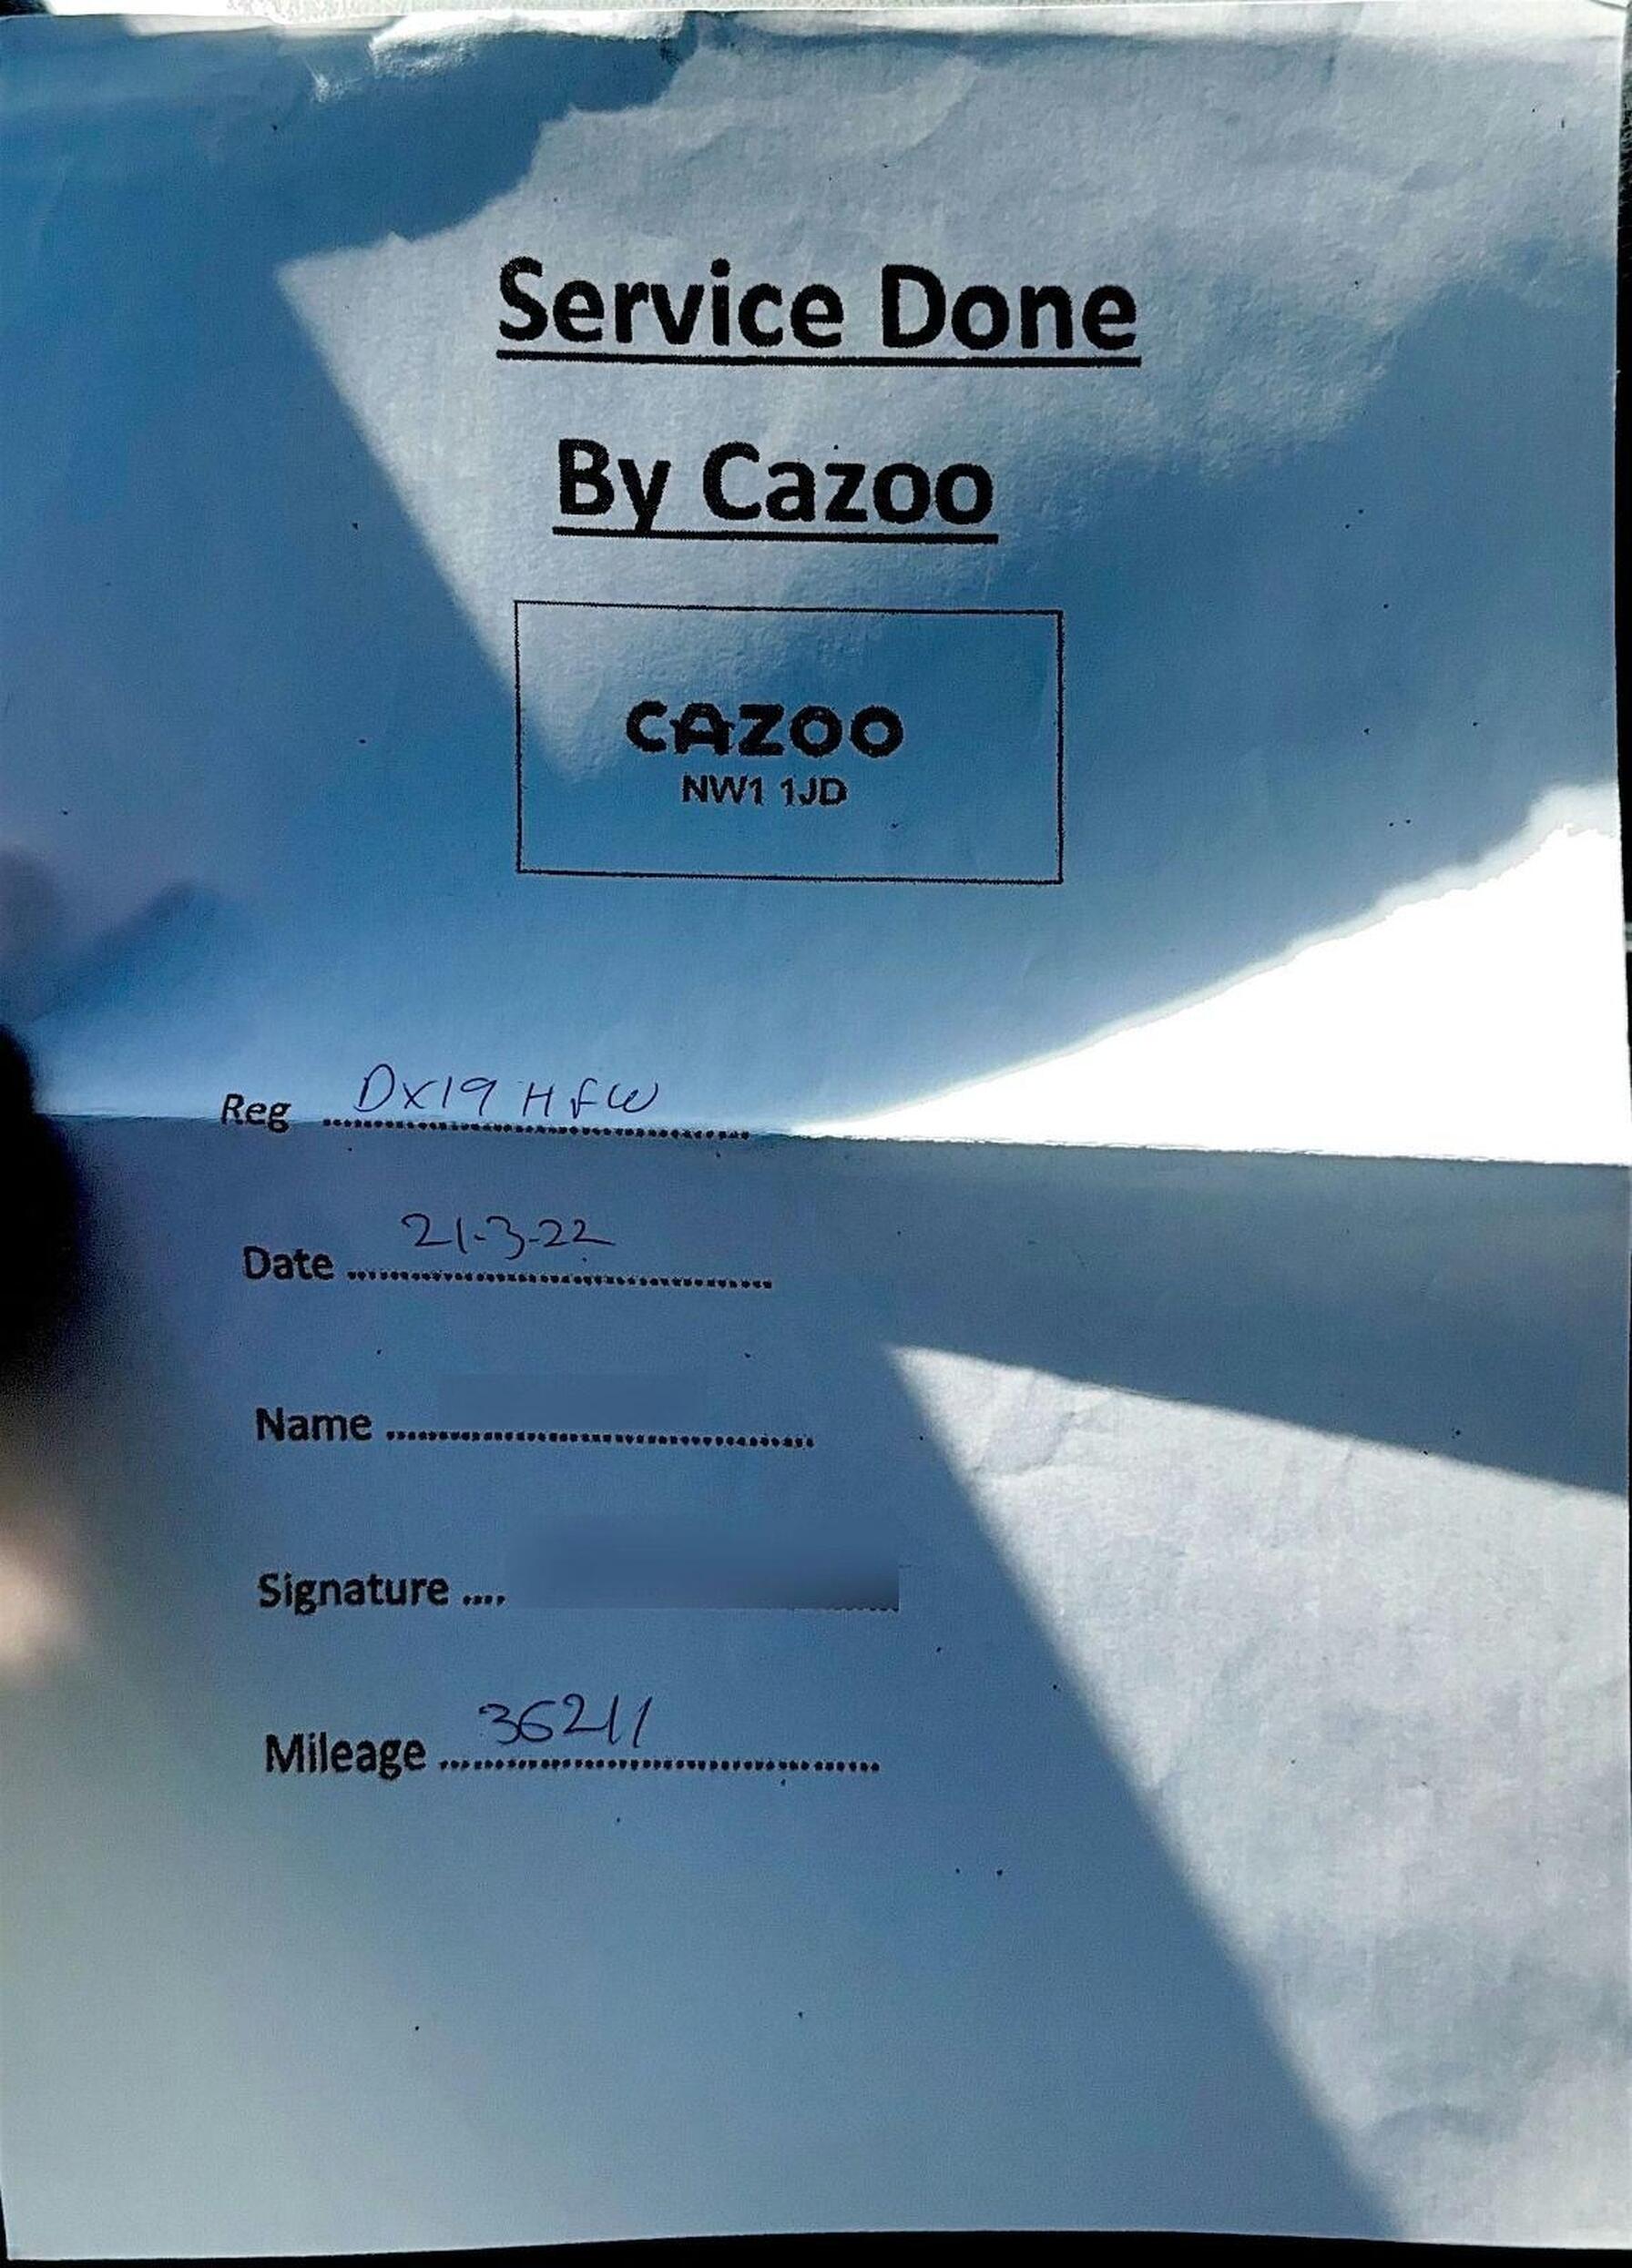 Service Done
By Cazoo
CAZOO
NW1 1JD
Reg DX19 HFW
Date 21-3-22
Name
Signature
Mileage 36211